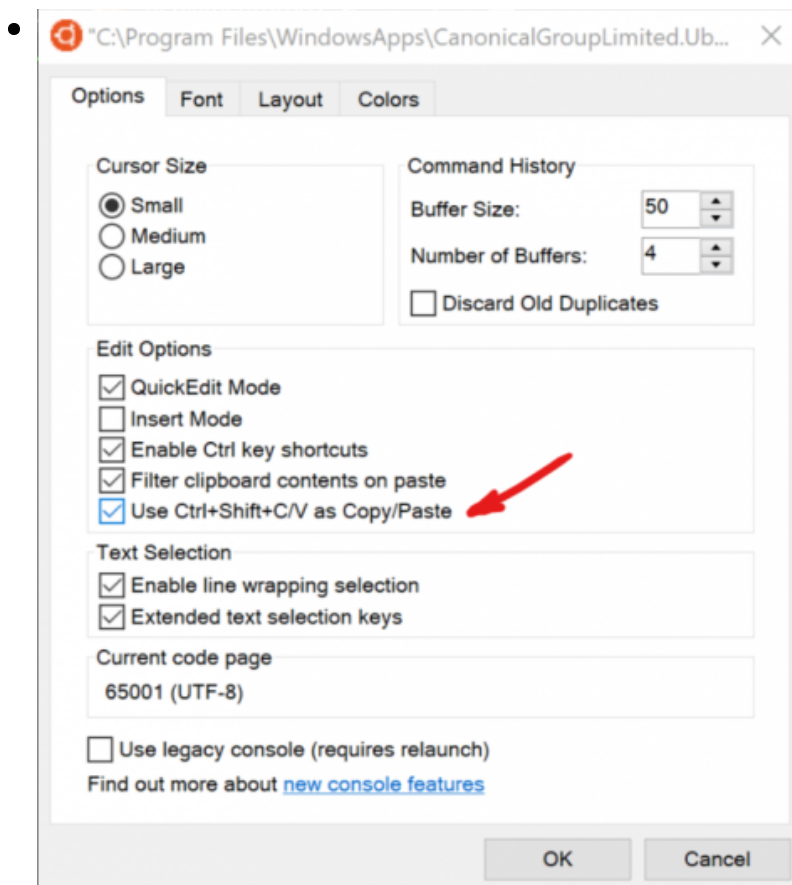 "C:\Program Files\WindowsApps\CanonicalGroupLimited.Ub...
Options Font Layout Colors
Cursor Size
Small
Medium
Large
Command History
Buffer Size: 50
Number of Buffers: 4
Discard Old Duplicates
Edit Options
QuickEdit Mode
Insert Mode
Enable Ctrl key shortcuts
Filter clipboard contents on paste
Use Ctrl+Shift+C/V as Copy/Paste
Text Selection
Enable line wrapping selection
Extended text selection keys
Current code page
65001 (UTF-8)
Use legacy console (requires relaunch)
Find out more about new console features
OK Cancel